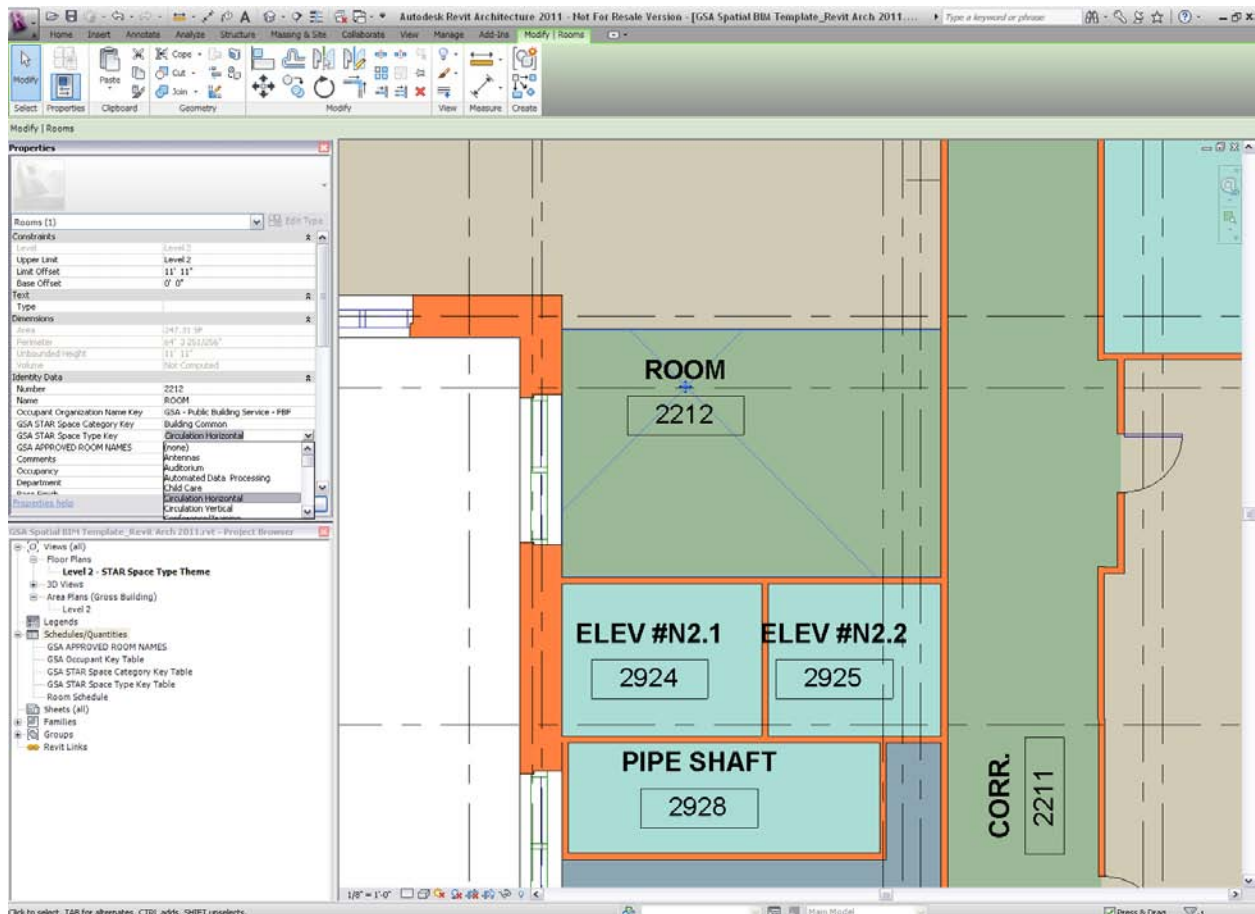 Autodesk Revit Architecture 2011 - Not For Resale Version - [GSA Spatial BIM Template_Revit Arch 2011....
Type a keyword or phrase
Home Insert Annotate Analyze Structure Massing & Site Collaborate View Manage Add-Ins Modify | Rooms
Modify Paste Cope Cut Join
Select Properties Clipboard Geometry Modify View Measure Create
Modify | Rooms
Properties
Rooms (1) Edit Type
Constraints
Level Level 2
Upper Limit Level 2
Limit Offset 11' 11"
Base Offset 0' 0"
Text
Type
Dimensions
Area 247.31 SF
Perimeter 64' 3 251/256"
Unbounded Height 11' 11"
Volume Not Computed
Identity Data
Number 2212
Name ROOM
Occupant Organization Name Key GSA - Public Building Service - PBF
GSA STAR Space Category Key Building Common
GSA STAR Space Type Key Circulation Horizontal
GSA APPROVED ROOM NAMES (none)
Comments Antennas
Auditorium
Occupancy Automated Data Processing
Department Child Care
Base Finish Circulation Horizontal
Properties help Circulation Vertical
GSA Spatial BIM Template_Revit Arch 2011.rvt - Project Browser
Views (all)
Floor Plans
Level 2 - STAR Space Type Theme
3D Views
Area Plans (Gross Building)
Level 2
Legends
Schedules/Quantities
GSA APPROVED ROOM NAMES
GSA Occupant Key Table
GSA STAR Space Category Key Table
GSA STAR Space Type Key Table
Room Schedule
Sheets (all)
Families
Groups
Revit Links
ROOM
2212
ELEV #N2.1
2924
ELEV #N2.2
2925
PIPE SHAFT
2928
CORR.
2211
1/8" = 1'-0"
Click to select, TAB for alternates, CTRL adds, SHIFT unselects.
Main Model
Press & Drag
:1